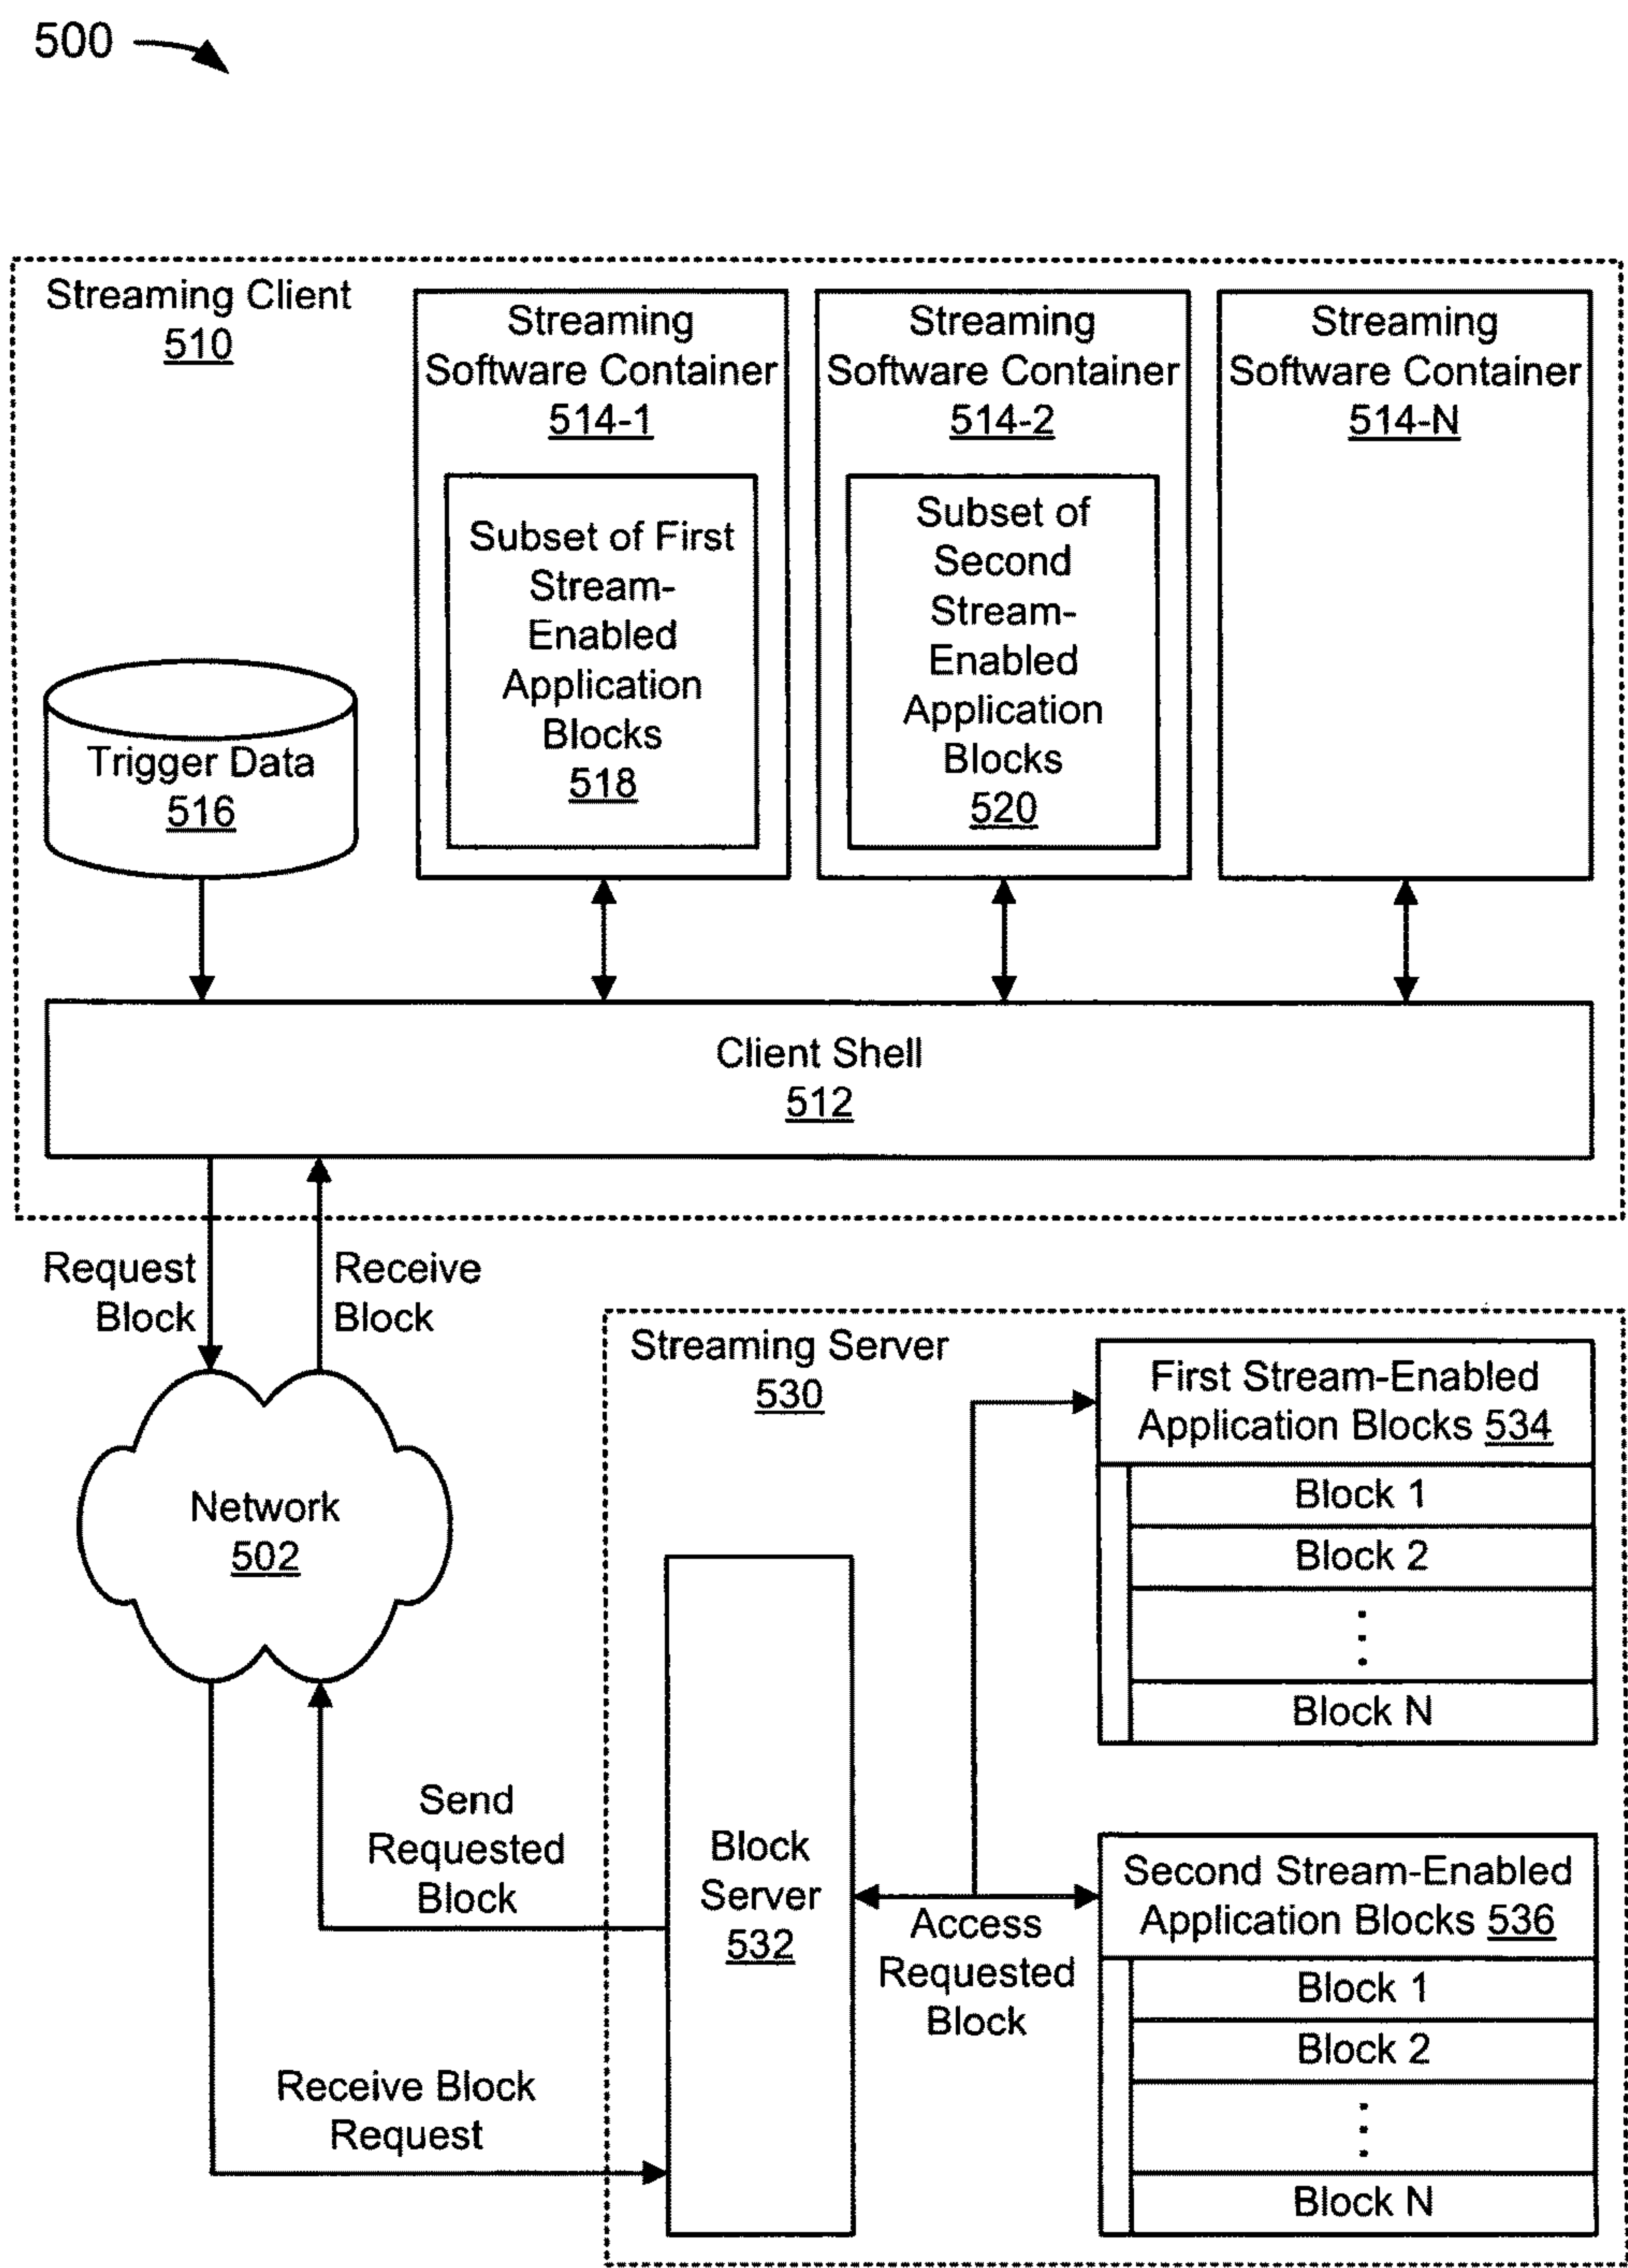 500
Streaming Client
510
Streaming
Software Container
514-1
Subset of First
Stream-
Enabled
Application
Blocks
518
Streaming
Software Container
514-2
Subset of
Second
Stream-
Enabled
Application
Blocks
520
Streaming
Software Container
514-N
Trigger Data
516
Client Shell
512
Request
Block
Receive
Block
Network
502
Streaming Server
530
First Stream-Enabled
Application Blocks 534
Block 1
Block 2
⋮
Block N
Send
Requested
Block
Block
Server
532
Access
Requested
Block
Second Stream-Enabled
Application Blocks 536
Block 1
Block 2
⋮
Block N
Receive Block
Request